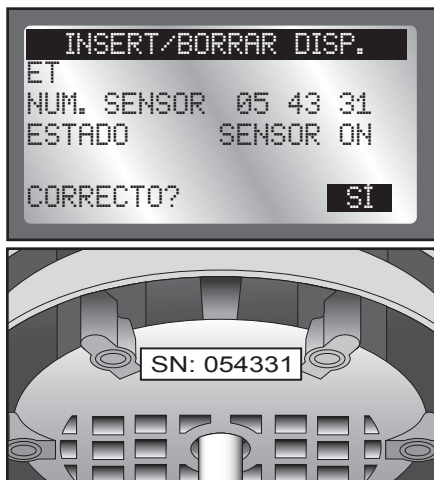 INSERT/BORRAR DISP.
ET
NUM. SENSOR 05 43 31
ESTADO SENSOR ON
CORRECTO? SÍ
SN: 054331